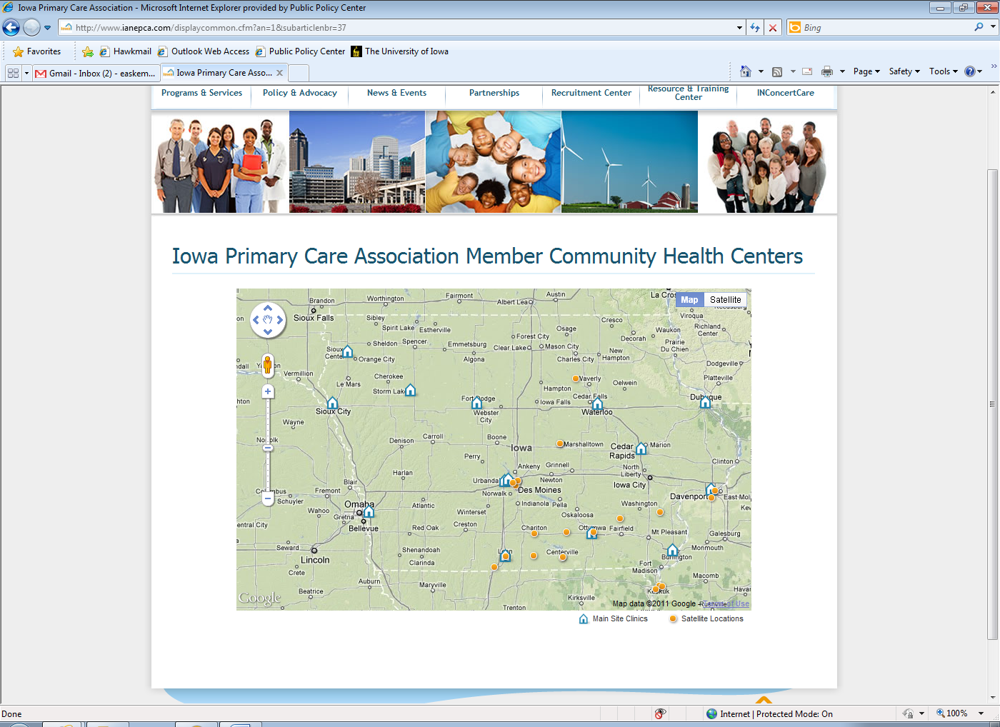 Iowa Primary Care Association - Microsoft Internet Explorer provided by Public Policy Center
http://www.ianepca.com/displaycommon.cfm?an=1&subarticlenbr=37
Bing
Favorites Hawkmail Outlook Web Access Public Policy Center The University of Iowa
Gmail - Inbox (2) - easkem... Iowa Primary Care Asso... Page Safety Tools
Programs & Services Policy & Advocacy News & Events Partnerships Recruitment Center Resource & Training Center INConcertCare
Iowa Primary Care Association Member Community Health Centers
Map Satellite
Brandon Worthington Fairmont Albert Lea Austin La Cros
Sioux Falls Sibley Spirit Lake Estherville Cresco Viroqua
Osage Decorah Waukon Richland Center
Sheldon Spencer Emmetsburg Forest City Clear Lake Mason City Prairie Du Chien
Sioux Center Orange City Algona Charles City New Hampton
Dodgeville
Vermillion Cherokee Waverly Oelwein Platteville
Le Mars Storm Lake Fort Dodge Hampton Cedar Falls Dubuque
Iowa Falls
Sioux City Webster City Waterloo
Wayne
Norfolk Denison Carroll Boone Iowa Marshalltown Cedar Rapids Marion
Perry Clinton
Harlan Ankeny Grinnell North Liberty
Blair Urbanda Newton Iowa City
Fremont Norwalk Des Moines Davenport East Mol
Schuyler
Omaha Atlantic Winterset Indianola Pella Washington
Wahoo Gretna Oskaloosa
entral City Bellevue Red Oak Creston Chariton Ottumwa Fairfield Mt Pleasant Galesburg
Seward Lincoln Shenandoah Clarinda Leon Centerville Burlington Monmouth
Crete Fort Madison Macomb
Beatrice Auburn Maryville Keokuk Havar
Google Trenton Kirksville Rushville
Map data ©2011 Google - of Use
Main Site Clinics Satellite Locations
Done Internet | Protected Mode: On 100%